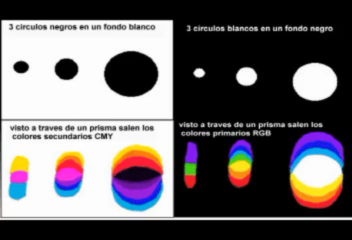 3 circulos negros en un fondo blanco
3 circulos blancos en un fondo negro
visto a traves de un prisma salen los
colores secundarios CMY
visto a traves de un prisma salen los
colores primarios RGB